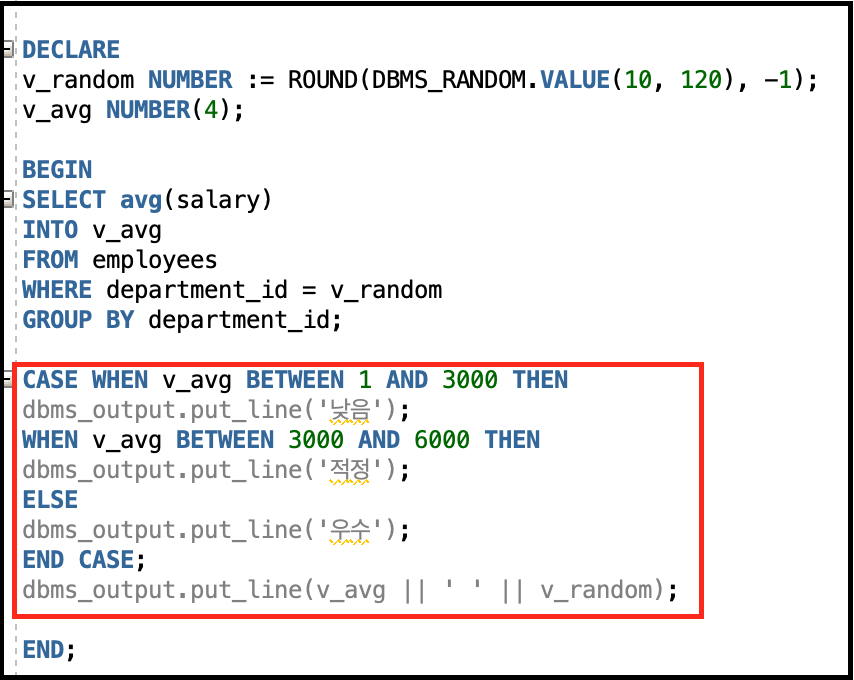 DECLARE
v_random NUMBER := ROUND(DBMS_RANDOM.VALUE(10, 120), -1);
v_avg NUMBER(4);
BEGIN
SELECT avg(salary)
INTO v_avg
FROM employees
WHERE department_id = v_random
GROUP BY department_id;
CASE WHEN v_avg BETWEEN 1 AND 3000 THEN
dbms_output.put_line('낮음');
WHEN v_avg BETWEEN 3000 AND 6000 THEN
dbms_output.put_line('적정');
ELSE
dbms_output.put_line('우수');
END CASE;
dbms_output.put_line(v_avg || ' ' || v_random);
END;